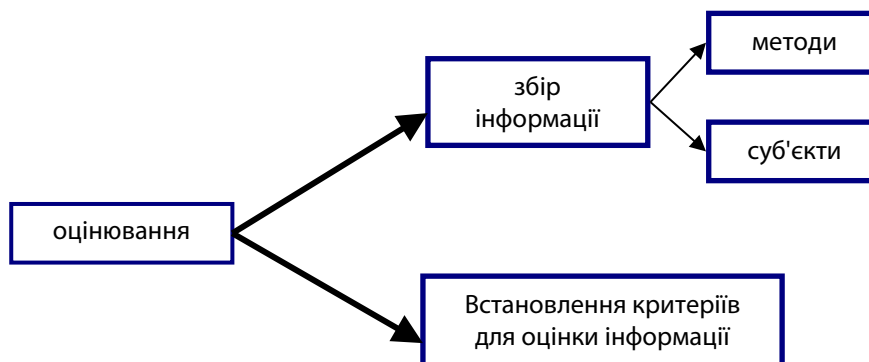 методи
збір
інформації
суб'єкти
оцінювання
Встановлення критеріїв
для оцінки інформації